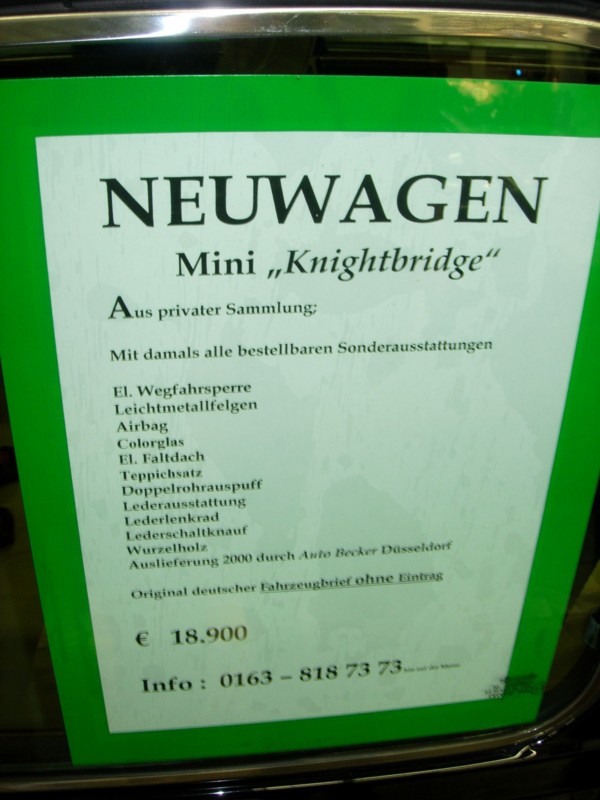 NEUWAGEN
Mini „Knightbridge“
Aus privater Sammlung;
Mit damals alle bestellbaren Sonderausstattungen
El. Wegfahrsperre
Leichtmetallfelgen
Airbag
Colorglas
El. Faltdach
Teppichsatz
Doppelrohrauspuff
Lederausstattung
Lederlenkrad
Lederschaltknauf
Wurzelholz
Auslieferung 2000 durch Auto Becker Düsseldorf
Original deutscher Fahrzeugbrief ohne Eintrag
€ 18.900
Info : 0163 – 818 73 73